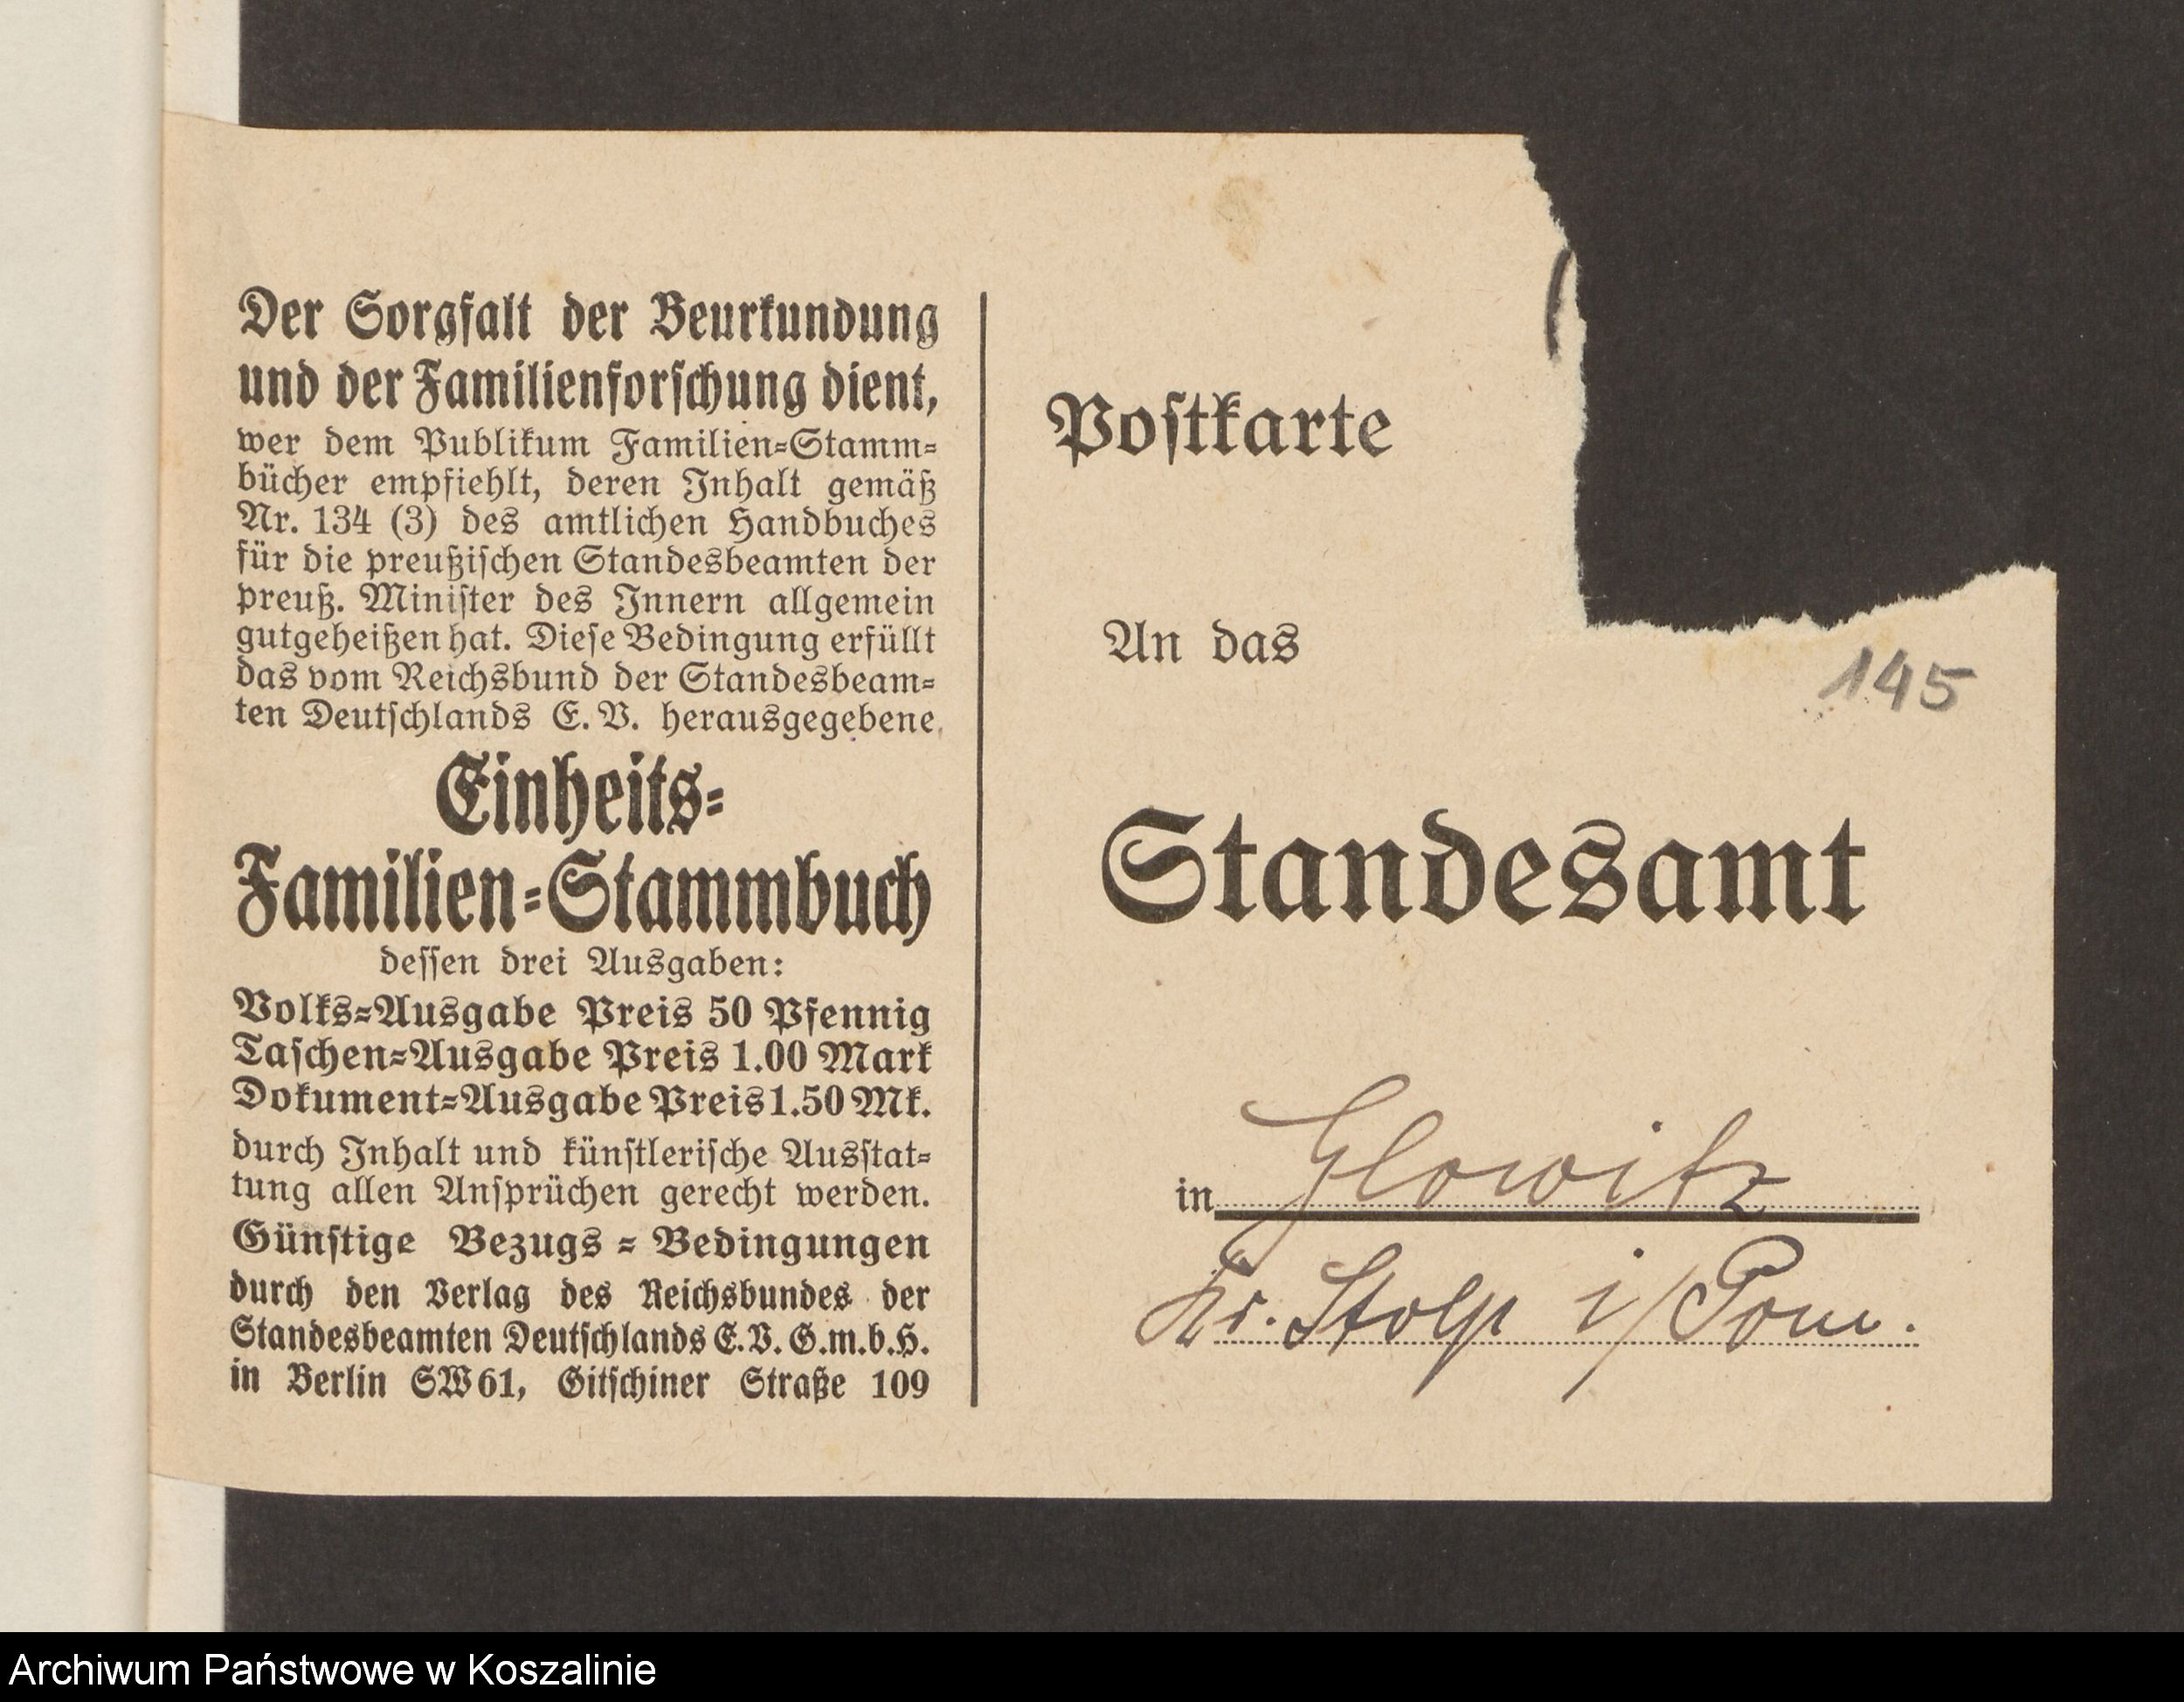 Der Sorgfalt der Beurkundung
und der Familienforschung dient,
wer dem Publikum Familien-Stamm-
bücher empfiehlt, deren Inhalt gemäß
Nr. 134 (3) des amtlichen Handbuches
für die preußischen Standesbeamten der
preuß. Minister des Innern allgemein
gutgeheißen hat. Diese Bedingung erfüllt
das vom Reichsbund der Standesbeam-
ten Deutschlands E. V. herausgegebene
Einheits-
Familien-Stammbuch
dessen drei Ausgaben:
Volks-Ausgabe Preis 50 Pfennig
Taschen-Ausgabe Preis 1.00 Mark
Dokument-Ausgabe Preis 1.50 Mk.
durch Inhalt und künstlerische Ausstat-
tung allen Ansprüchen gerecht werden.
Günstige Bezugs-Bedingungen
durch den Verlag des Reichsbundes der
Standesbeamten Deutschlands E.V. G.m.b.H.
in Berlin SW 61, Gitschiner Straße 109
Postkarte
An das
145
Standesamt
in Glowitz
Kr. Stolp i/Pom.
Archiwum Państwowe w Koszalinie